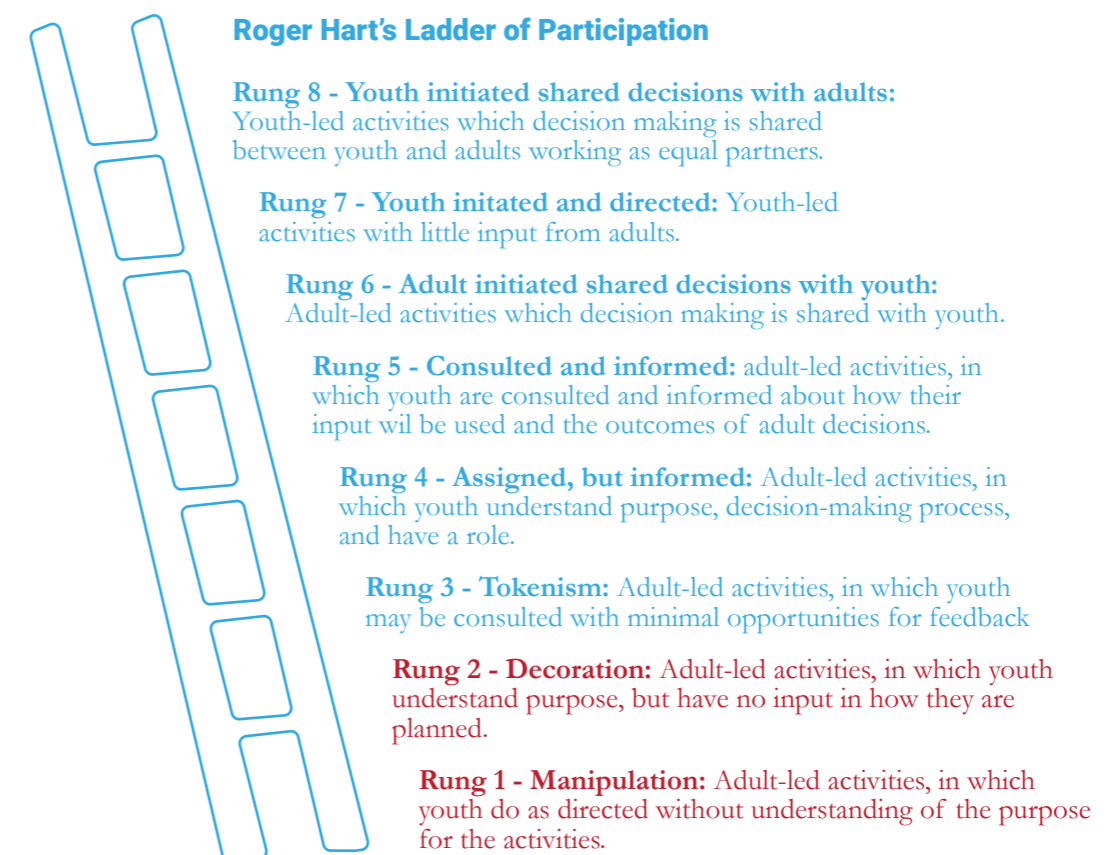 Roger Hart’s Ladder of Participation
Rung 8 - Youth initiated shared decisions with adults:
Youth-led activities which decision making is shared
between youth and adults working as equal partners.
Rung 7 - Youth initated and directed: Youth-led
activities with little input from adults.
Rung 6 - Adult initiated shared decisions with youth:
Adult-led activities which decision making is shared with youth.
Rung 5 - Consulted and informed: adult-led activities, in
which youth are consulted and informed about how their
input wil be used and the outcomes of adult decisions.
Rung 4 - Assigned, but informed: Adult-led activities, in
which youth understand purpose, decision-making process,
and have a role.
Rung 3 - Tokenism: Adult-led activities, in which youth
may be consulted with minimal opportunities for feedback
Rung 2 - Decoration: Adult-led activities, in which youth
understand purpose, but have no input in how they are
planned.
Rung 1 - Manipulation: Adult-led activities, in which
youth do as directed without understanding of the purpose
for the activities.